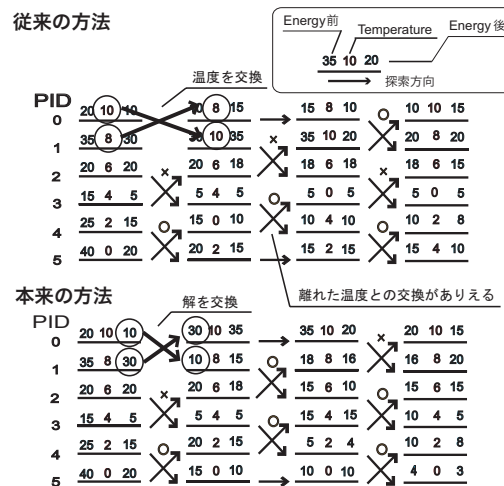 従来の方法
Energy前 Temperature Energy後
35 10 20
探索方向
温度を交換
PID
0 20 10 10 30 8 15 15 8 10 10 10 15
1 35 8 30 35 10 20 20 8 20
2 20 6 20 20 6 18 18 6 18 18 6 15
3 15 4 5 5 4 5 5 0 5 5 0 5
4 25 2 15 15 0 10 10 4 10 10 2 8
5 40 0 20 20 2 15 15 2 15 15 4 10
離れた温度との交換がありえる
本来の方法
解を交換
PID
0 20 10 10 30 10 35 35 10 20 20 10 15
1 35 8 30 10 8 15 18 8 16 16 8 20
2 20 6 20 20 6 18 15 6 10 15 6 15
3 15 4 5 5 4 5 15 4 15 10 4 5
4 25 2 15 20 2 15 5 2 4 10 2 8
5 40 0 20 15 0 10 10 0 10 4 0 3